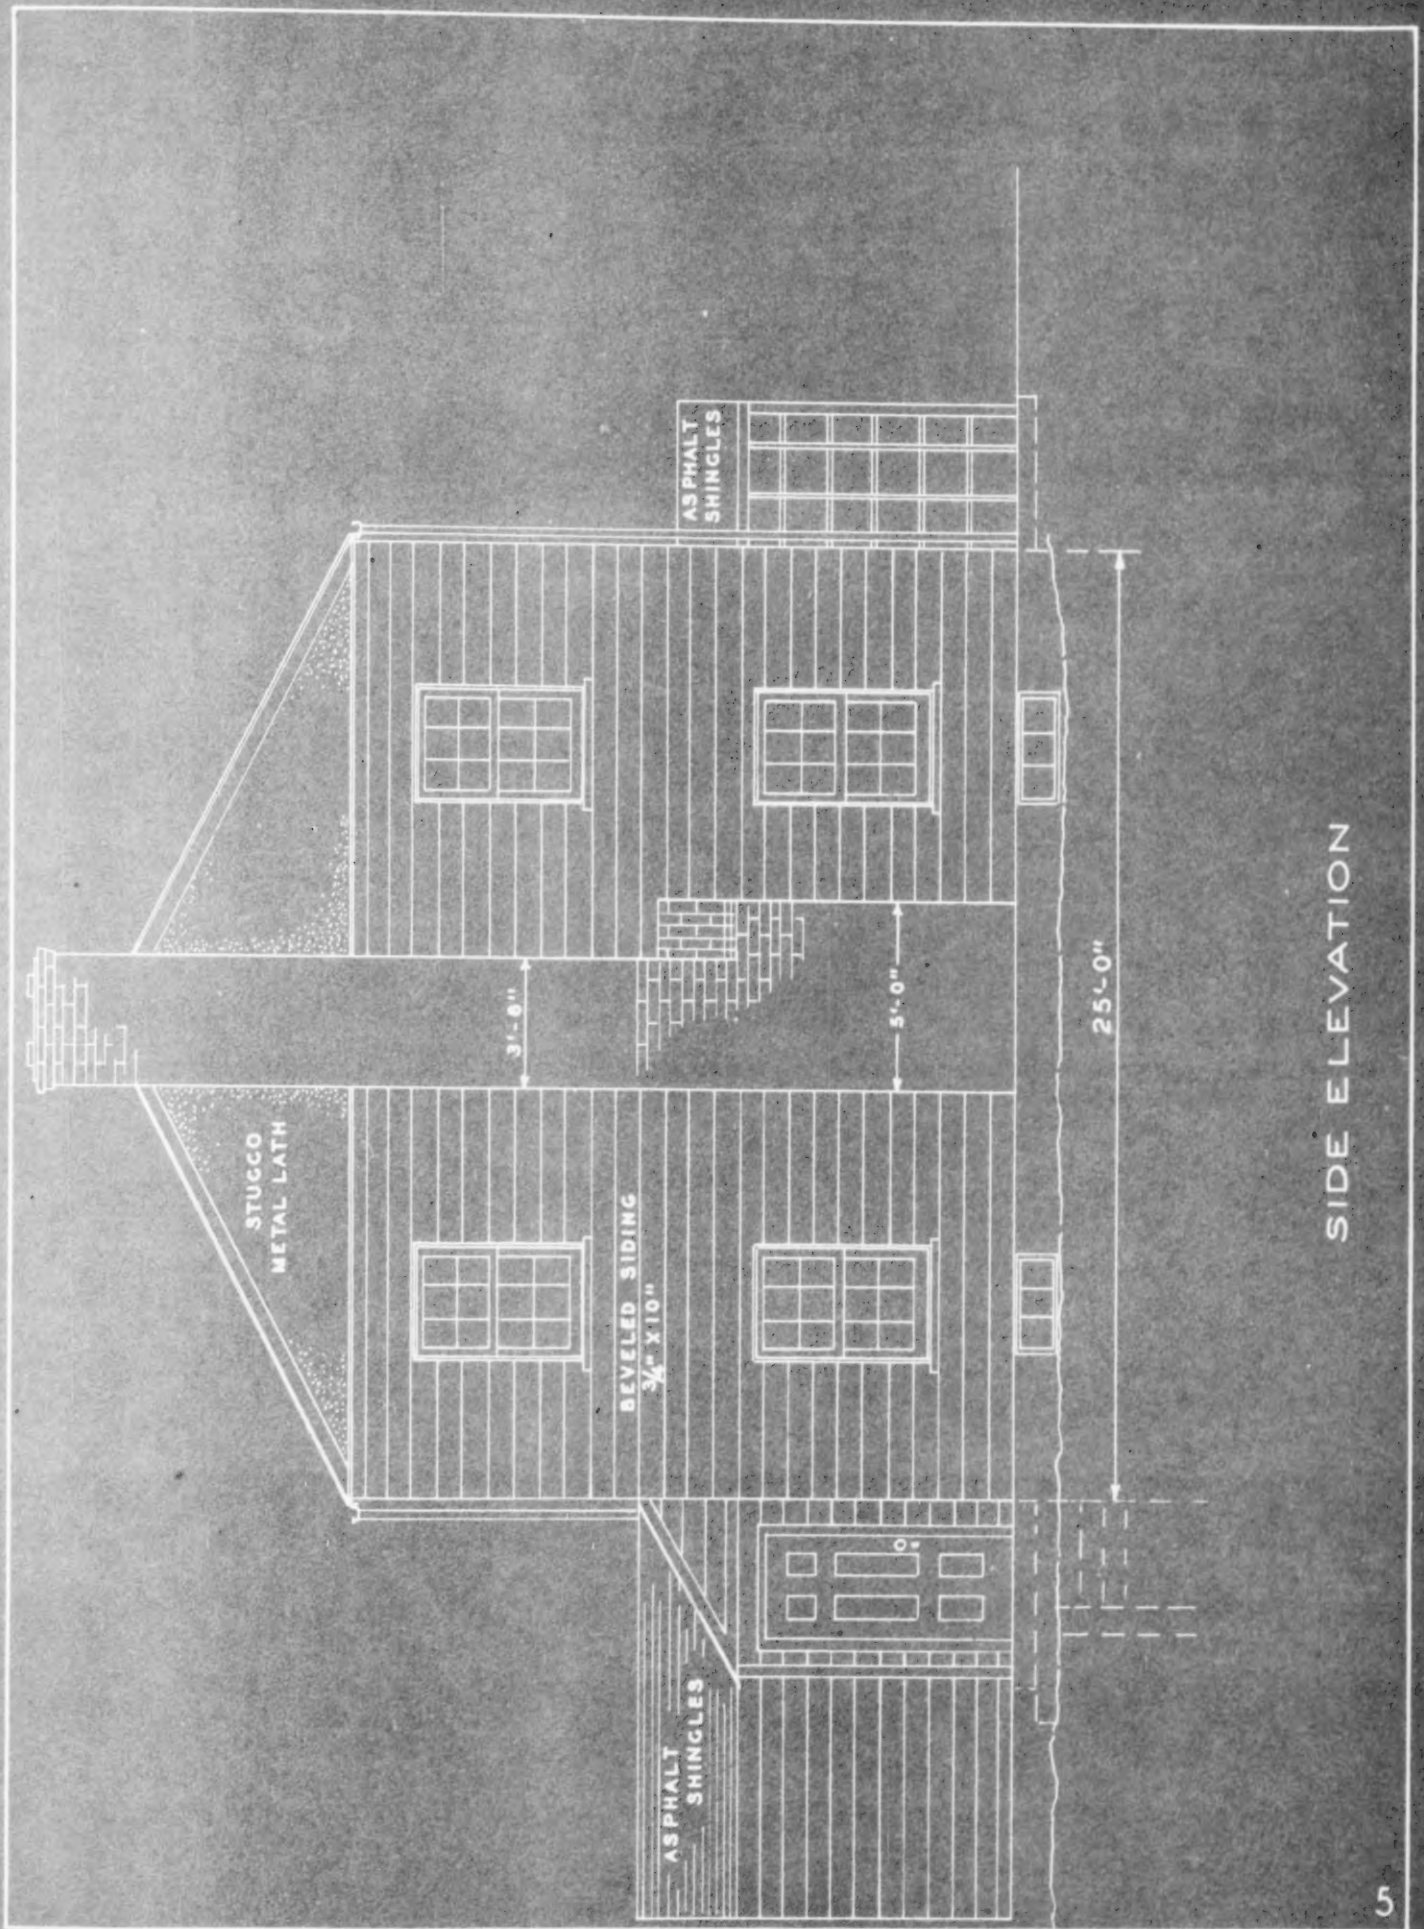 STUCCO
METAL LATH
3'-8"
BEVELED SIDING
3/4" X 10"
ASPHALT
SHINGLES
ASPHALT
SHINGLES
5'-0"
25'-0"
SIDE ELEVATION
5